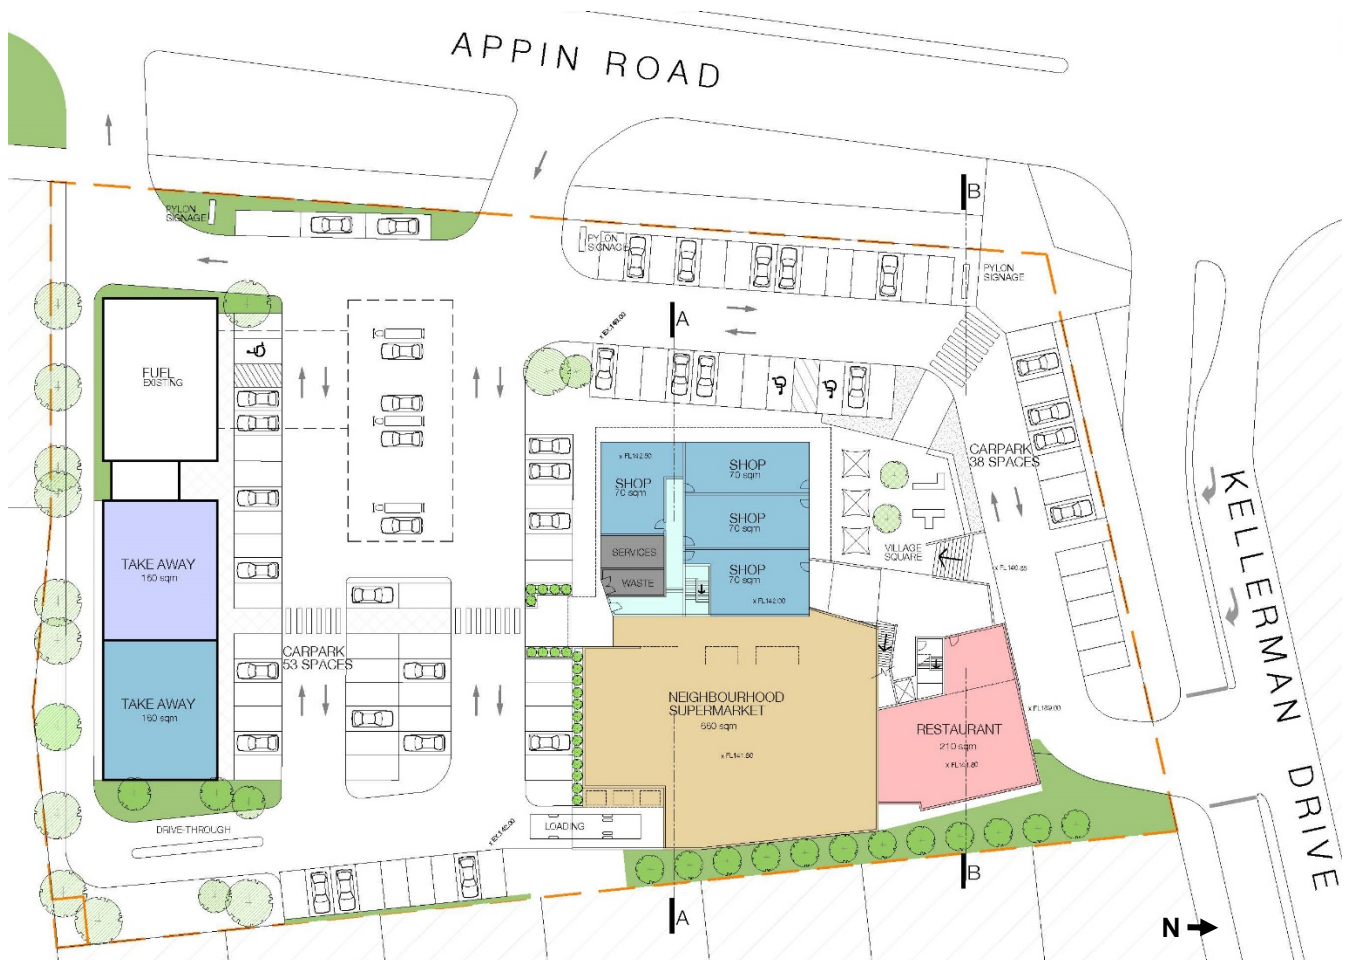 APPIN ROAD
B
PYLON
SIGNAGE
PYLON
SIGNAGE
PYLON
SIGNAGE
A
FUEL
EXISTING
CARPARK
38 SPACES
SHOP
70 sqm
SHOP
70 sqm
SHOP
70 sqm
SHOP
70 sqm
x FL142.00
SERVICES
WASTE
VILLAGE
SQUARE
KELLERMAN DRIVE
TAKE AWAY
160 sqm
CARPARK
53 SPACES
TAKE AWAY
160 sqm
NEIGHBOURHOOD
SUPERMARKET
660 sqm
RESTAURANT
210 sqm
LOADING
DRIVE-THROUGH
B
A
N